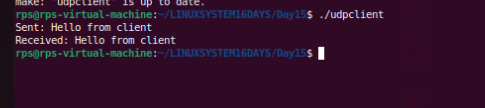 make: 'udpclient' is up to date.
rps@rps-virtual-machine:~/LINUXSYSTEM16DAYS/Day15$ ./udpclient
Sent: Hello from client
Received: Hello from client
rps@rps-virtual-machine:~/LINUXSYSTEM16DAYS/Day15$